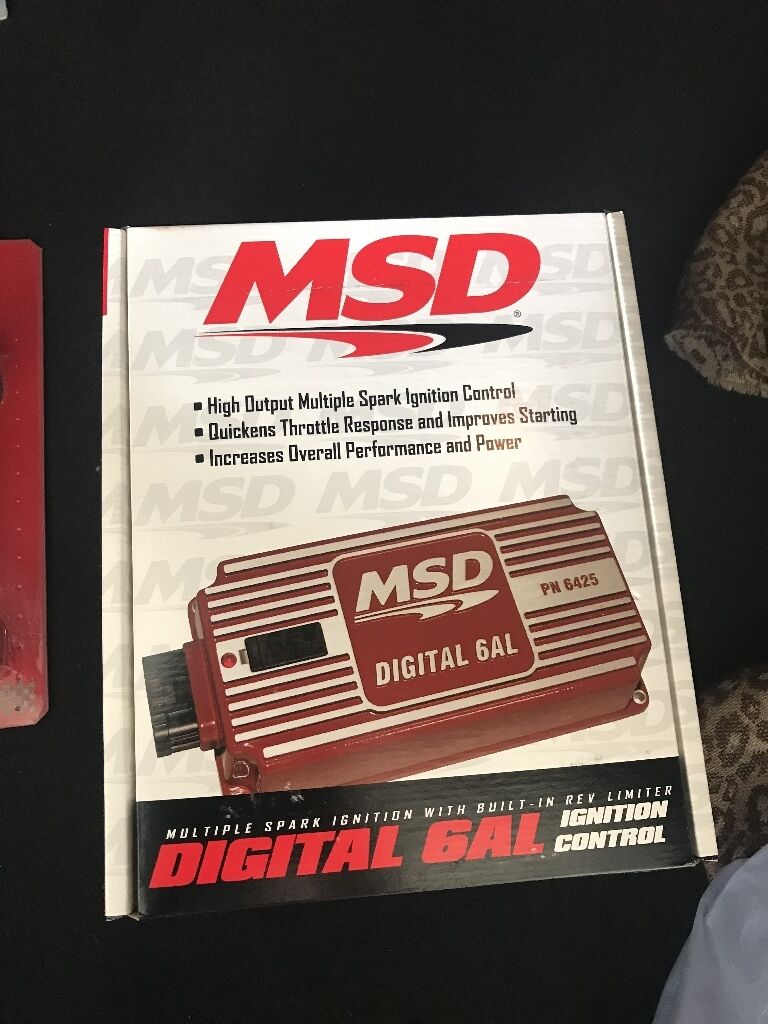 MSD®
▪ High Output Multiple Spark Ignition Control
▪ Quickens Throttle Response and Improves Starting
▪ Increases Overall Performance and Power
MSD
PN 6425
DIGITAL 6AL
MULTIPLE SPARK IGNITION WITH BUILT-IN REV LIMITER
DIGITAL 6AL IGNITION CONTROL